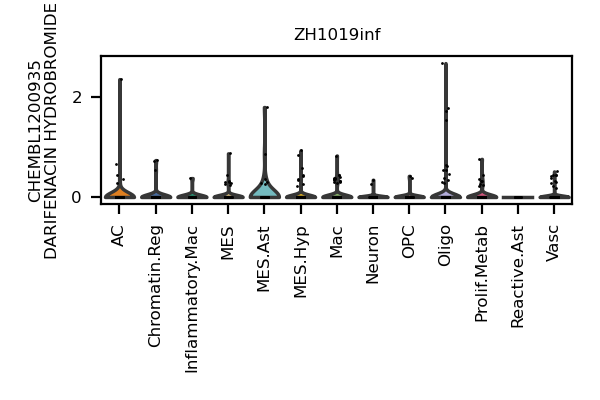 ZH1019inf
CHEMBL1200935
DARIFENACIN HYDROBROMIDE
2
0
AC
Chromatin.Reg
Inflammatory.Mac
MES
MES.Ast
MES.Hyp
Mac
Neuron
OPC
Oligo
Prolif.Metab
Reactive.Ast
Vasc